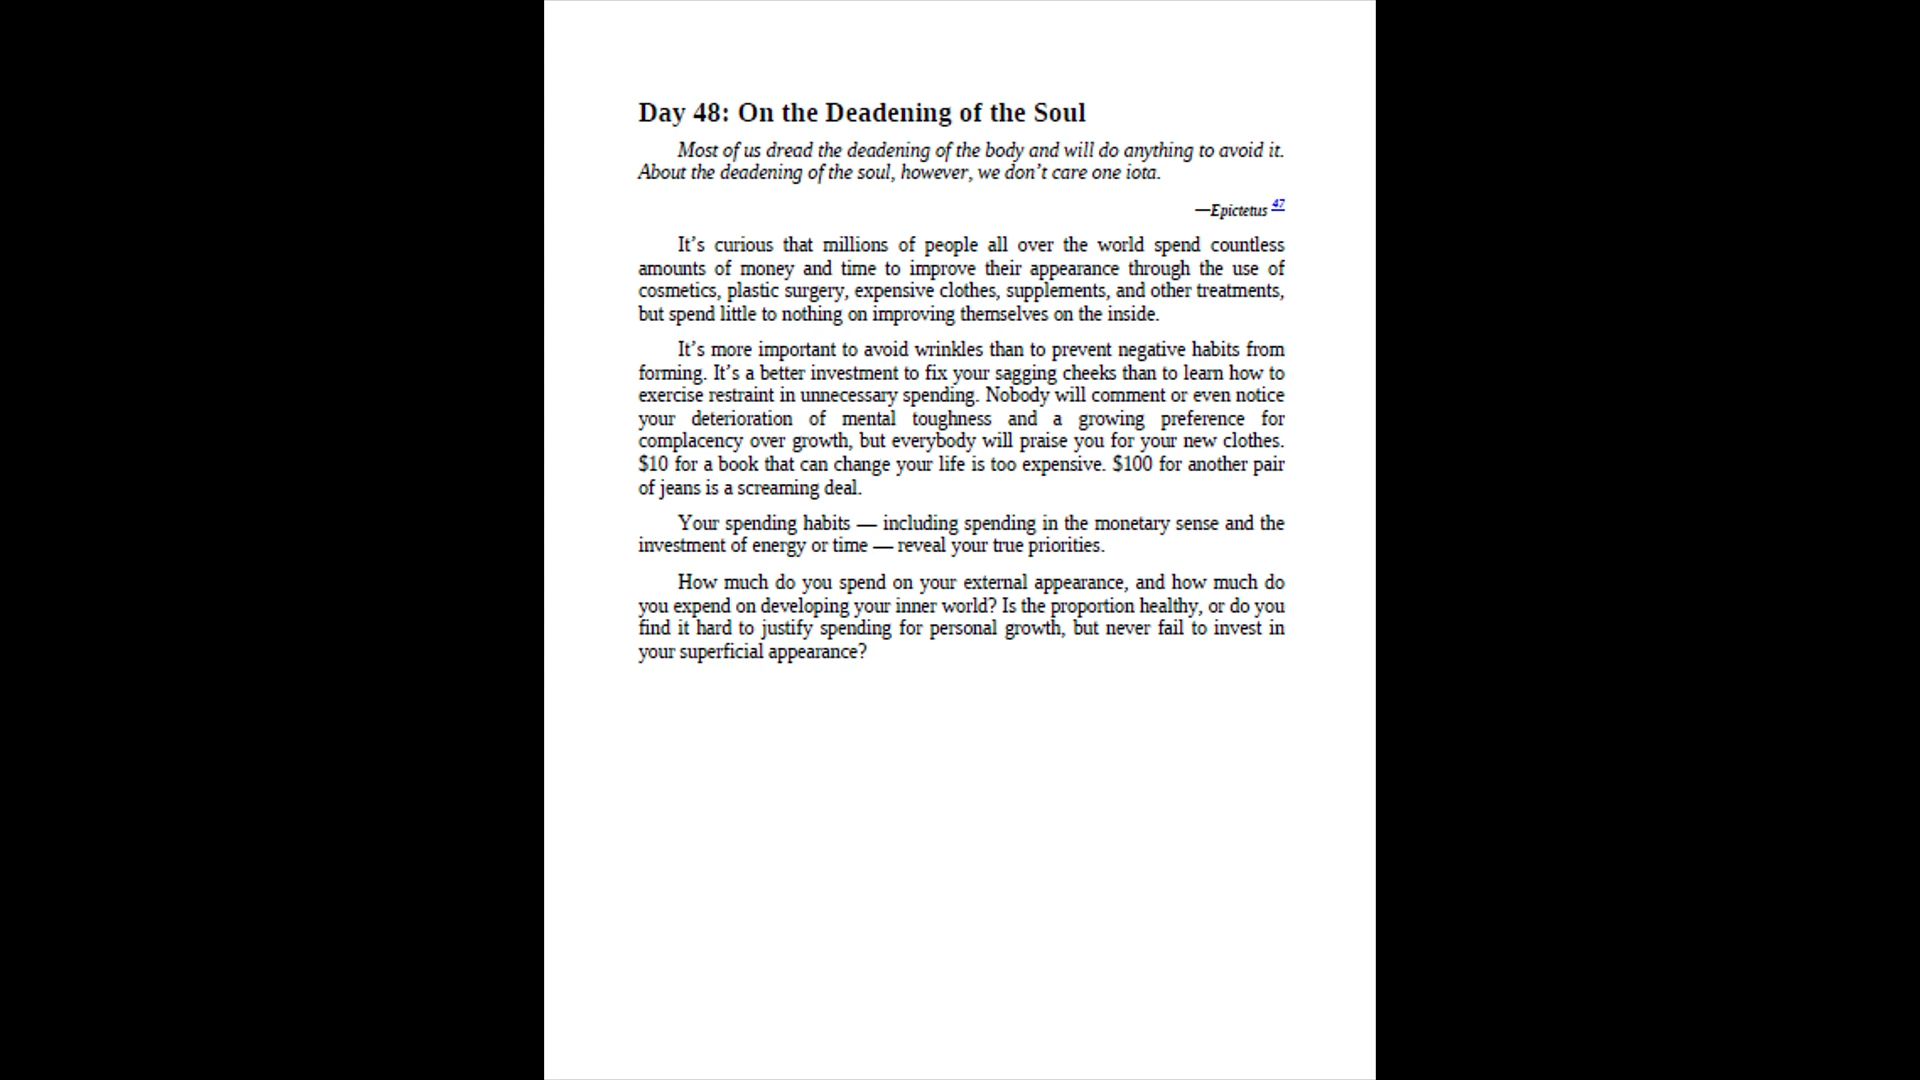 Day 48: On the Deadening of the Soul
Most of us dread the deadening of the body and will do anything to avoid it.
About the deadening of the soul, however, we don’t care one iota.
—Epictetus 47
It’s curious that millions of people all over the world spend countless
amounts of money and time to improve their appearance through the use of
cosmetics, plastic surgery, expensive clothes, supplements, and other treatments,
but spend little to nothing on improving themselves on the inside.
It’s more important to avoid wrinkles than to prevent negative habits from
forming. It’s a better investment to fix your sagging cheeks than to learn how to
exercise restraint in unnecessary spending. Nobody will comment or even notice
your deterioration of mental toughness and a growing preference for
complacency over growth, but everybody will praise you for your new clothes.
$10 for a book that can change your life is too expensive. $100 for another pair
of jeans is a screaming deal.
Your spending habits — including spending in the monetary sense and the
investment of energy or time — reveal your true priorities.
How much do you spend on your external appearance, and how much do
you expend on developing your inner world? Is the proportion healthy, or do you
find it hard to justify spending for personal growth, but never fail to invest in
your superficial appearance?